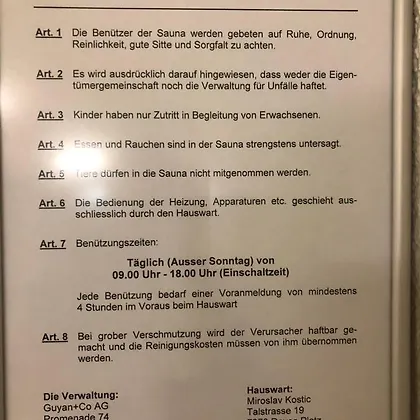 Art. 1 Die Benützer der Sauna werden gebeten auf Ruhe, Ordnung,
Reinlichkeit, gute Sitte und Sorgfalt zu achten.
Art. 2 Es wird ausdrücklich darauf hingewiesen, dass weder die Eigen-
tümergemeinschaft noch die Verwaltung für Unfälle haftet.
Art. 3 Kinder haben nur Zutritt in Begleitung von Erwachsenen.
Art. 4 Essen und Rauchen sind in der Sauna strengstens untersagt.
Art. 5 Tiere dürfen in die Sauna nicht mitgenommen werden.
Art. 6 Die Bedienung der Heizung, Apparaturen etc. geschieht aus-
schliesslich durch den Hauswart.
Art. 7 Benützungszeiten:
Täglich (Ausser Sonntag) von
09.00 Uhr - 18.00 Uhr (Einschaltzeit)
Jede Benützung bedarf einer Voranmeldung von mindestens
4 Stunden im Voraus beim Hauswart
Art. 8 Bei grober Verschmutzung wird der Verursacher haftbar ge-
macht und die Reinigungskosten müssen von ihm übernommen
werden.
Die Verwaltung:
Guyan+Co AG
Promenade 74
Hauswart:
Miroslav Kostic
Talstrasse 19